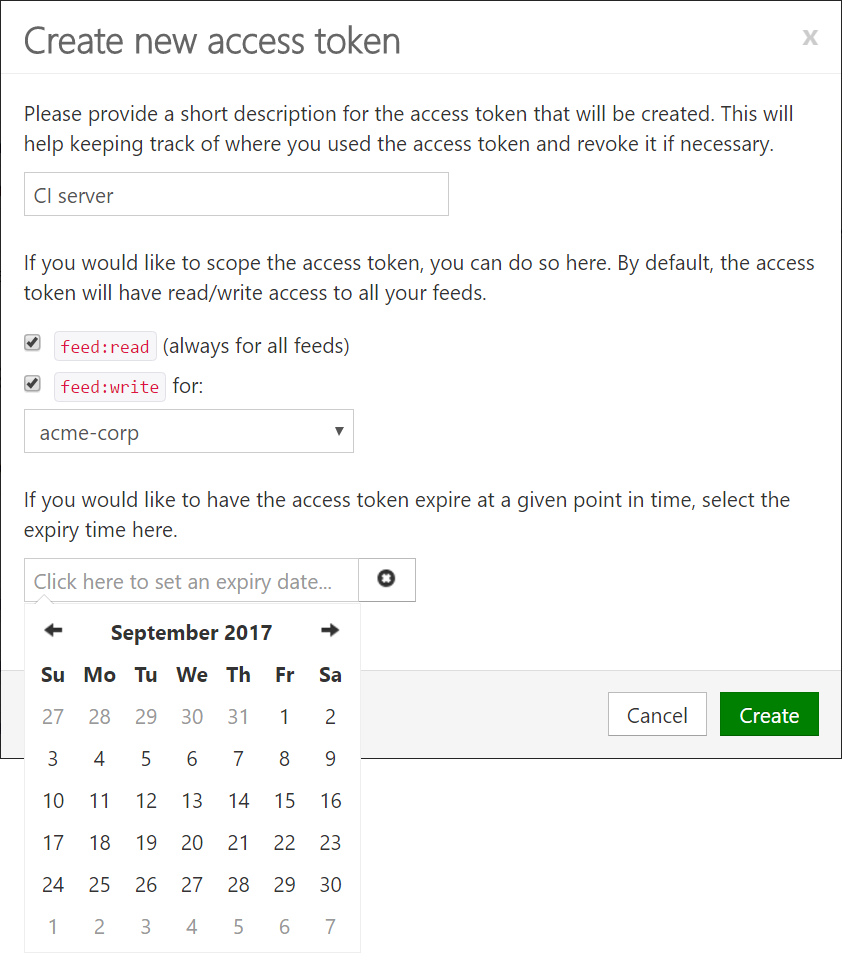 Create new access token x
Please provide a short description for the access token that will be created. This will
help keeping track of where you used the access token and revoke it if necessary.
CI server
If you would like to scope the access token, you can do so here. By default, the access
token will have read/write access to all your feeds.
feed:read (always for all feeds)
feed:write for:
acme-corp
If you would like to have the access token expire at a given point in time, select the
expiry time here.
Click here to set an expiry date...
September 2017
Su Mo Tu We Th Fr Sa
27 28 29 30 31 1 2
3 4 5 6 7 8 9
10 11 12 13 14 15 16
17 18 19 20 21 22 23
24 25 26 27 28 29 30
1 2 3 4 5 6 7
Cancel Create